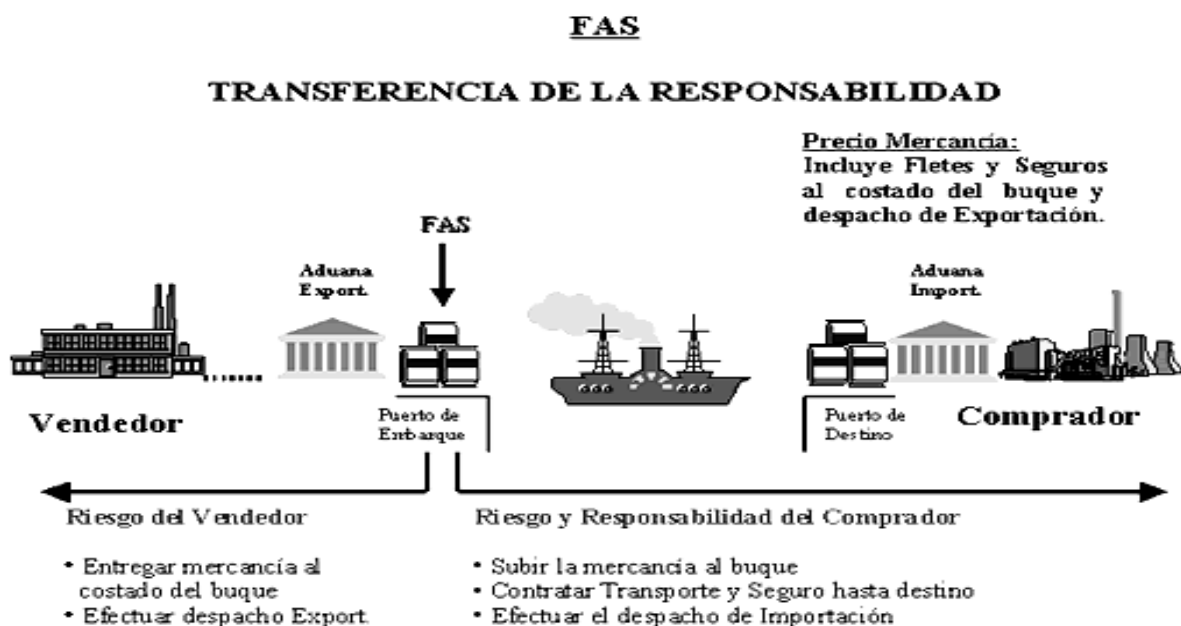 FAS
TRANSFERENCIA DE LA RESPONSABILIDAD
Precio Mercancía:
Incluye Fletes y Seguros
al costado del buque y
despacho de Exportación.
FAS
Aduana
Export.
Aduana
Import.
Vendedor
Puerto de
Embarque
Puerto de
Destino
Comprador
Riesgo del Vendedor
• Entregar mercancía al
costado del buque
• Efectuar despacho Export.
Riesgo y Responsabilidad del Comprador
• Subir la mercancía al buque
• Contratar Transporte y Seguro hasta destino
• Efectuar el despacho de Importación